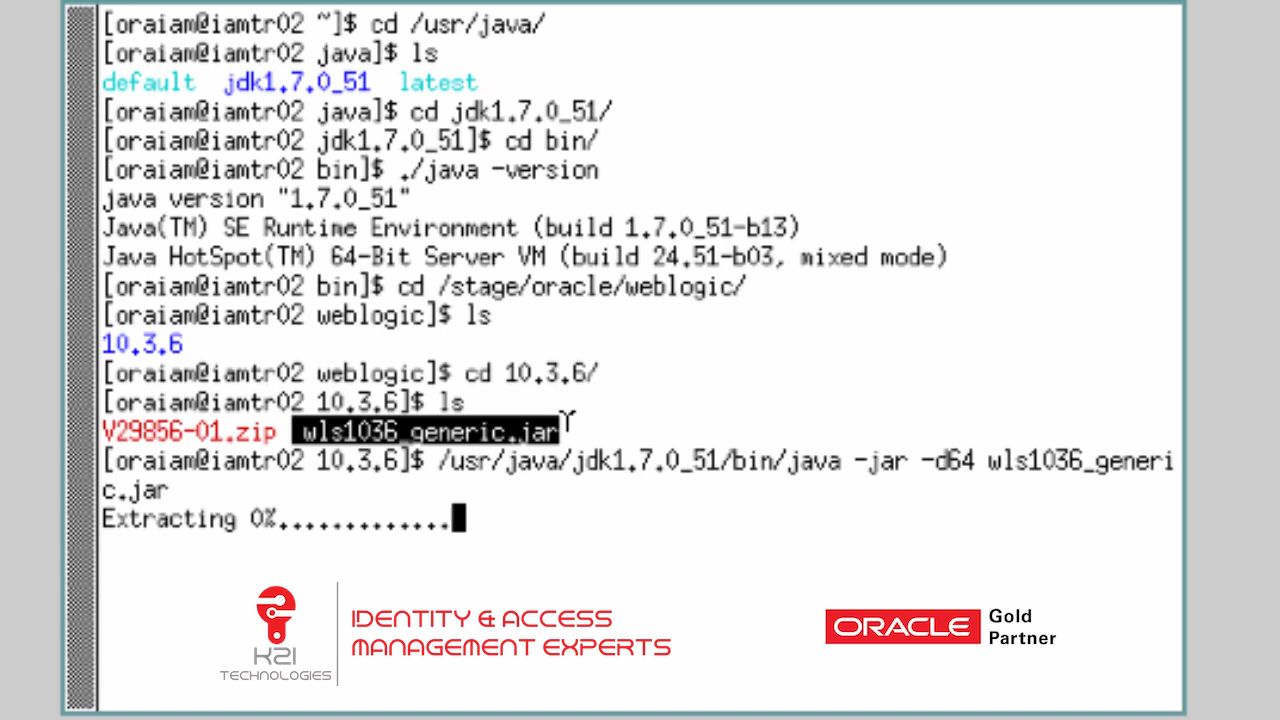 [oraiam@iamtr02 ~]$ cd /usr/java/
[oraiam@iamtr02 java]$ ls
default  jdk1.7.0_51  latest
[oraiam@iamtr02 java]$ cd jdk1.7.0_51/
[oraiam@iamtr02 jdk1.7.0_51]$ cd bin/
[oraiam@iamtr02 bin]$ ./java -version
java version "1.7.0_51"
Java(TM) SE Runtime Environment (build 1.7.0_51-b13)
Java HotSpot(TM) 64-Bit Server VM (build 24.51-b03, mixed mode)
[oraiam@iamtr02 bin]$ cd /stage/oracle/weblogic/
[oraiam@iamtr02 weblogic]$ ls
10.3.6
[oraiam@iamtr02 weblogic]$ cd 10.3.6/
[oraiam@iamtr02 10.3.6]$ ls
V29856-01.zip  wls1036_generic.jar
[oraiam@iamtr02 10.3.6]$ /usr/java/jdk1.7.0_51/bin/java -jar -d64 wls1036_generi
c.jar
Extracting 0%.............
K21
TECHNOLOGIES
IDENTITY & ACCESS
MANAGEMENT EXPERTS
ORACLE
Gold
Partner